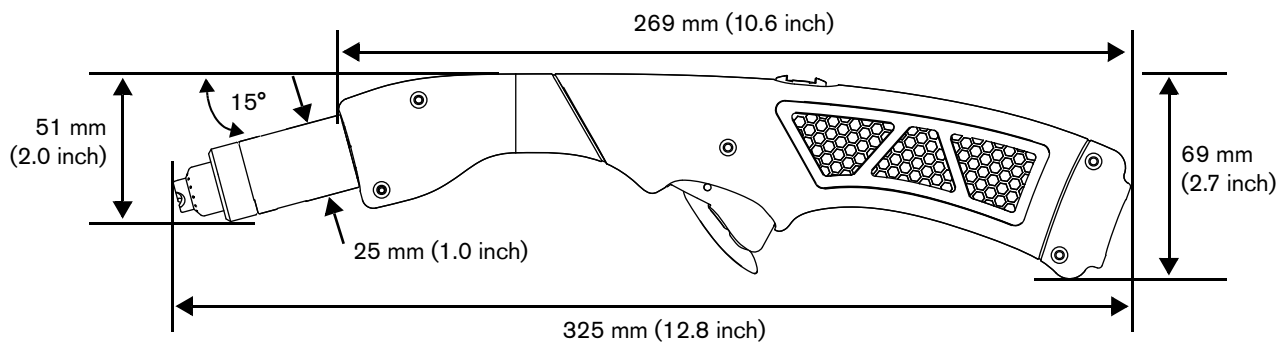 269 mm (10.6 inch)
15°
51 mm
(2.0 inch)
69 mm
(2.7 inch)
25 mm (1.0 inch)
325 mm (12.8 inch)